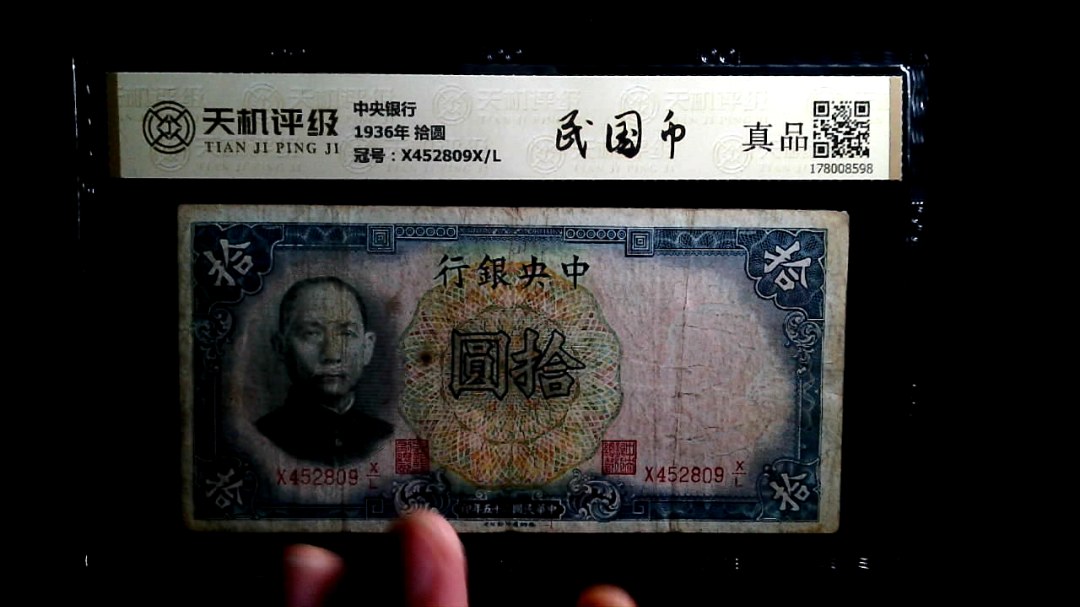 天机评级
TIAN JI PING JI
中央银行
1936年 拾圆
冠号：X452809X/L
民国币
真品
178008598
拾
拾
行銀央中
圓拾
X452809 X/L
X452809 X/L
拾
拾